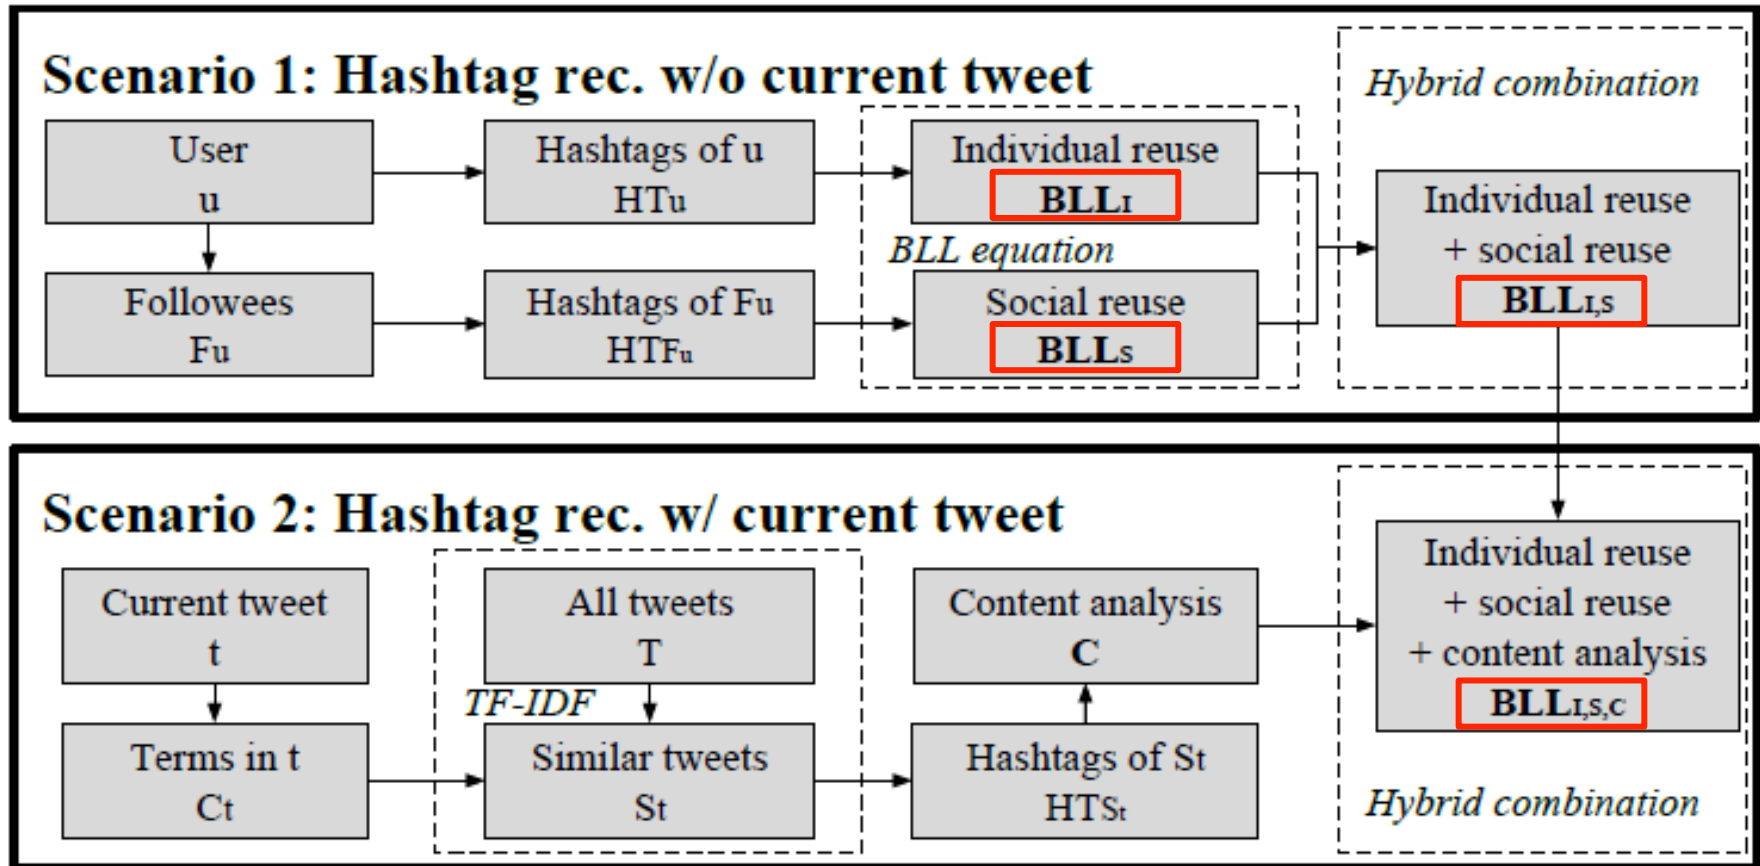 Scenario 1: Hashtag rec. w/o current tweet
Hybrid combination
User
u
Hashtags of u
HTu
Individual reuse
BLLI
BLL equation
Followees
Fu
Hashtags of Fu
HTFu
Social reuse
BLLS
Individual reuse
+ social reuse
BLLI,S
Scenario 2: Hashtag rec. w/ current tweet
Current tweet
t
All tweets
T
TF-IDF
Content analysis
C
Terms in t
Ct
Similar tweets
St
Hashtags of St
HTSt
Individual reuse
+ social reuse
+ content analysis
BLLI,S,C
Hybrid combination